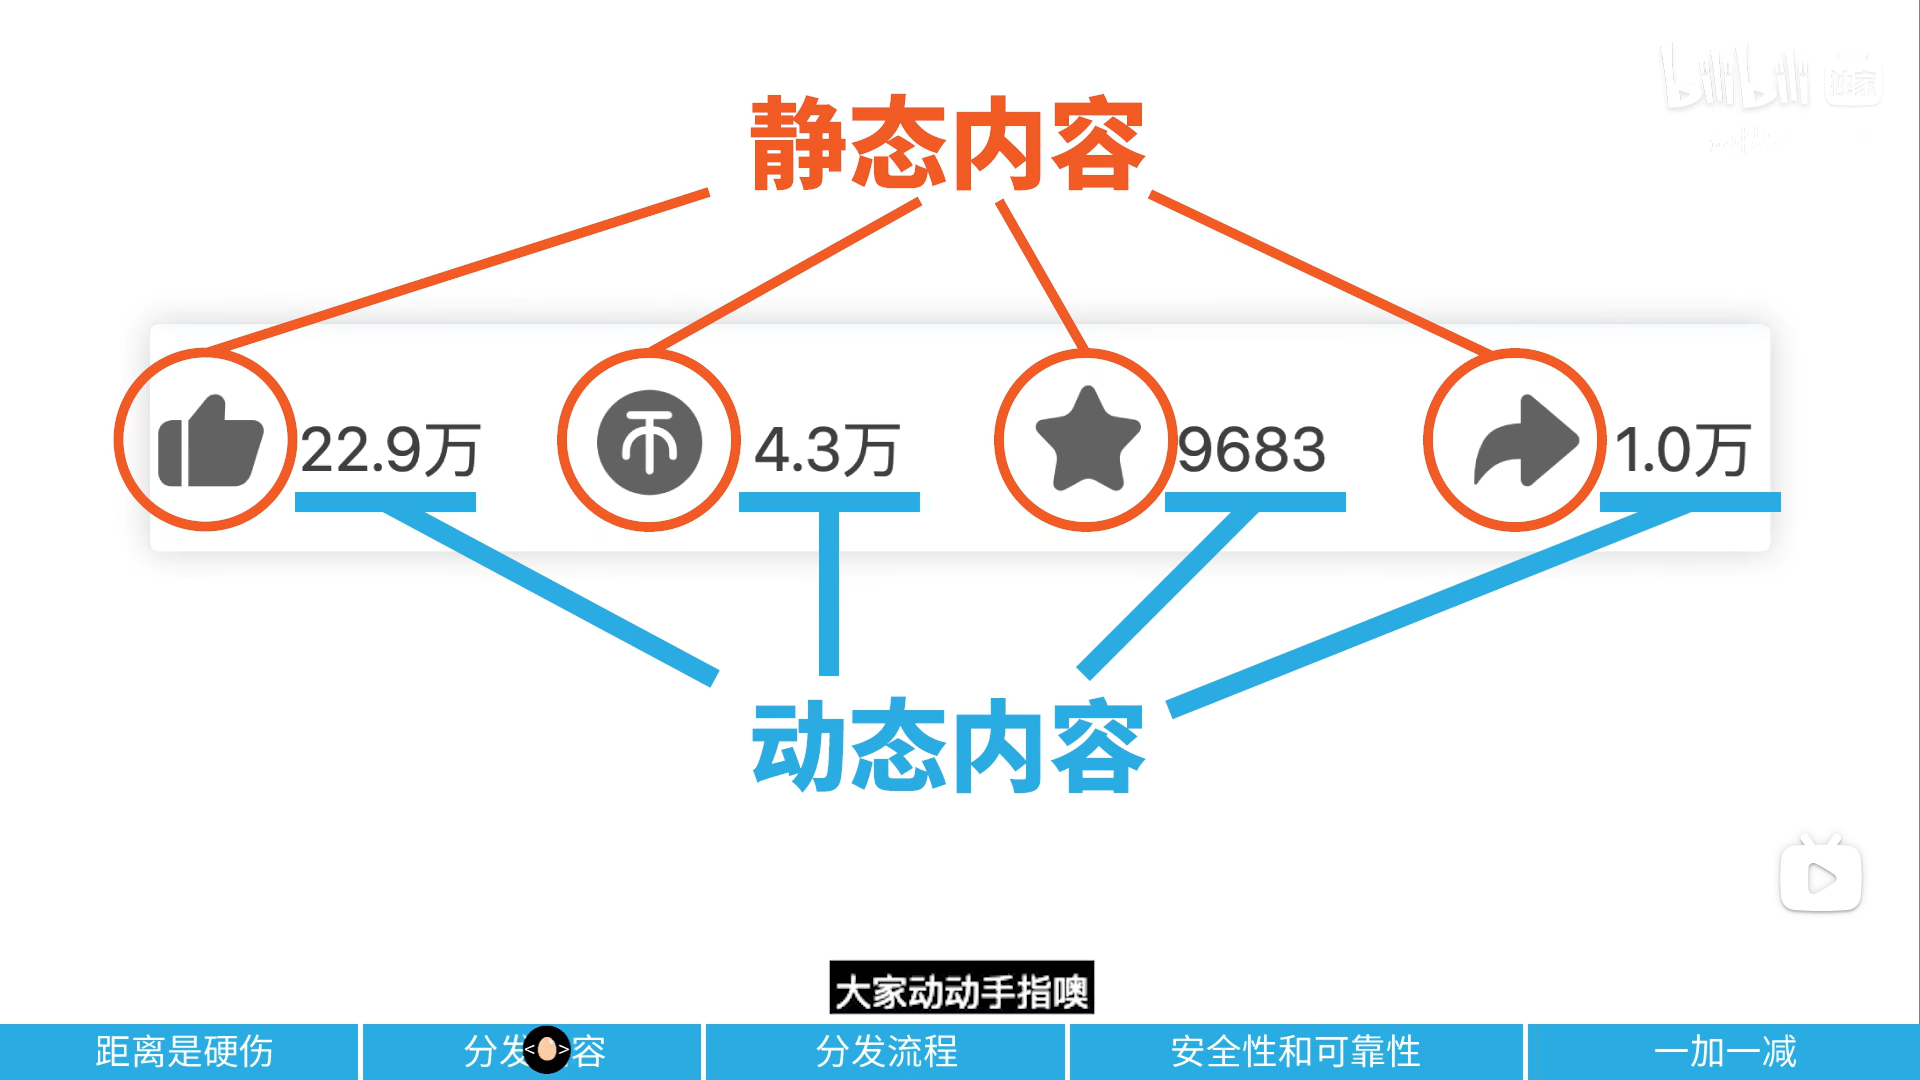 bilibili 独家
静态内容
22.9万 4.3万 9683 1.0万
动态内容
大家动动手指噢
距离是硬伤 分发 容 分发流程 安全性和可靠性 一加一减